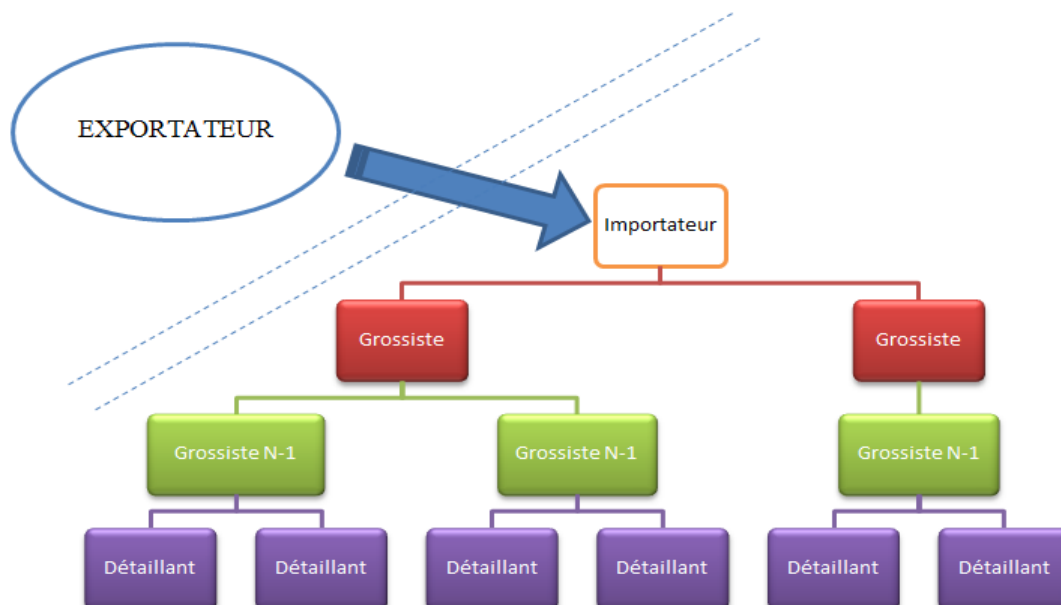 EXPORTATEUR
Importateur
Grossiste
Grossiste
Grossiste N-1
Grossiste N-1
Grossiste N-1
Détaillant
Détaillant
Détaillant
Détaillant
Détaillant
Détaillant